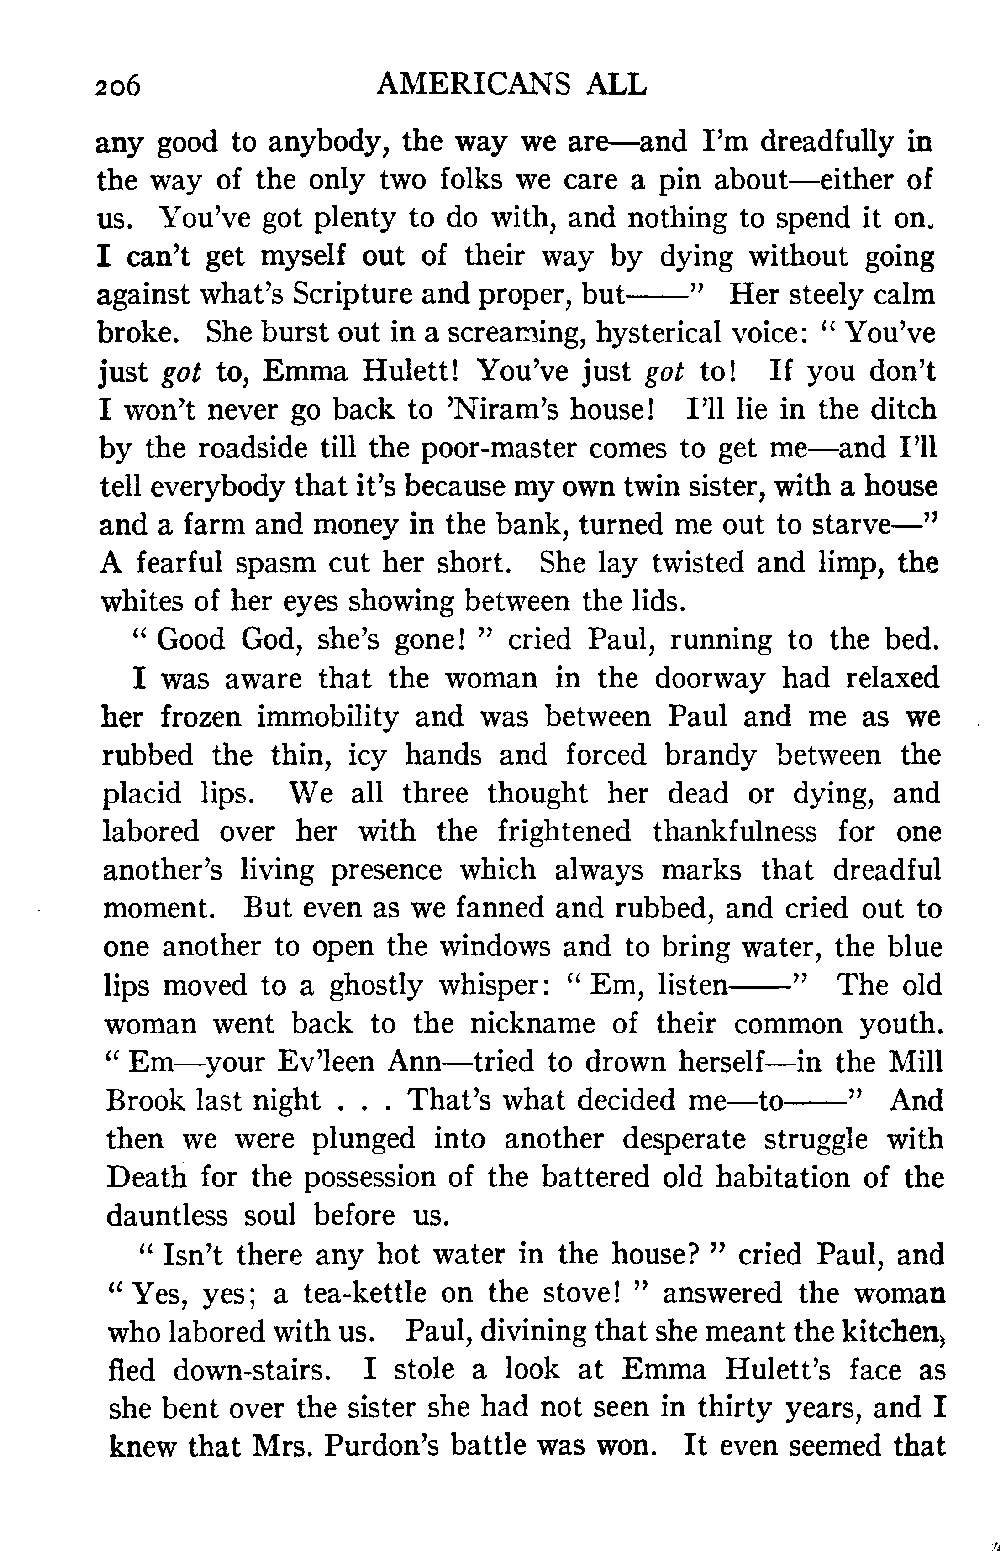 206 AMERICANS ALL
any good to anybody, the way we are—and I'm dreadfully in
the way of the only two folks we care a pin about—either of
us. You've got plenty to do with, and nothing to spend it on.
I can't get myself out of their way by dying without going
against what's Scripture and proper, but——" Her steely calm
broke. She burst out in a screaming, hysterical voice: "You've
just got to, Emma Hulett! You've just got to! If you don't
I won't never go back to 'Niram's house! I'll lie in the ditch
by the roadside till the poor-master comes to get me—and I'll
tell everybody that it's because my own twin sister, with a house
and a farm and money in the bank, turned me out to starve—"
A fearful spasm cut her short. She lay twisted and limp, the
whites of her eyes showing between the lids.
"Good God, she's gone!" cried Paul, running to the bed.
I was aware that the woman in the doorway had relaxed
her frozen immobility and was between Paul and me as we
rubbed the thin, icy hands and forced brandy between the
placid lips. We all three thought her dead or dying, and
labored over her with the frightened thankfulness for one
another's living presence which always marks that dreadful
moment. But even as we fanned and rubbed, and cried out to
one another to open the windows and to bring water, the blue
lips moved to a ghostly whisper: "Em, listen——" The old
woman went back to the nickname of their common youth.
"Em—your Ev'leen Ann—tried to drown herself—in the Mill
Brook last night . . . That's what decided me—to——" And
then we were plunged into another desperate struggle with
Death for the possession of the battered old habitation of the
dauntless soul before us.
"Isn't there any hot water in the house?" cried Paul, and
"Yes, yes; a tea-kettle on the stove!" answered the woman
who labored with us. Paul, divining that she meant the kitchen,
fled down-stairs. I stole a look at Emma Hulett's face as
she bent over the sister she had not seen in thirty years, and I
knew that Mrs. Purdon's battle was won. It even seemed that